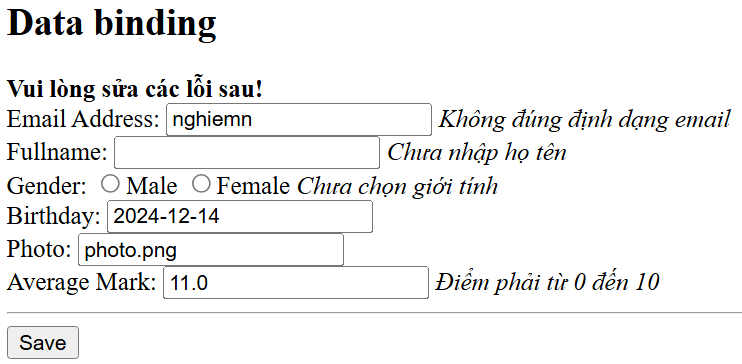 Data binding
Vui lòng sửa các lỗi sau!
Email Address: nghiemn Không đúng định dạng email
Fullname: Chưa nhập họ tên
Gender: Male Female Chưa chọn giới tính
Birthday: 2024-12-14
Photo: photo.png
Average Mark: 11.0 Điểm phải từ 0 đến 10
Save